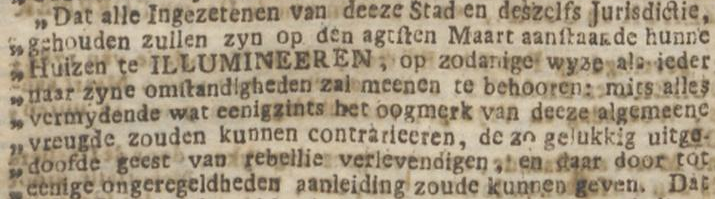 „Dat alle Ingezetenen van deeze Stad en deszelfs Jurisdictie,
„gehouden zullen zyn op den agtsten Maart aanstaande hunne
„Huizen te ILLUMINEEREN, op zodanige wyze als ieder
„naar zyne omstandigheden zal meenen te behooren: mits alles
„vermydende wat eenigzints het oogmerk van deeze algemeene
„vreugde zouden kunnen contrarieeren, de zo gelukkig uitge-
„doofde geest van rebellie verlevendigen, en daar door tot
„eenige ongeregeldheden aanleiding zoude kunnen geven. Dat